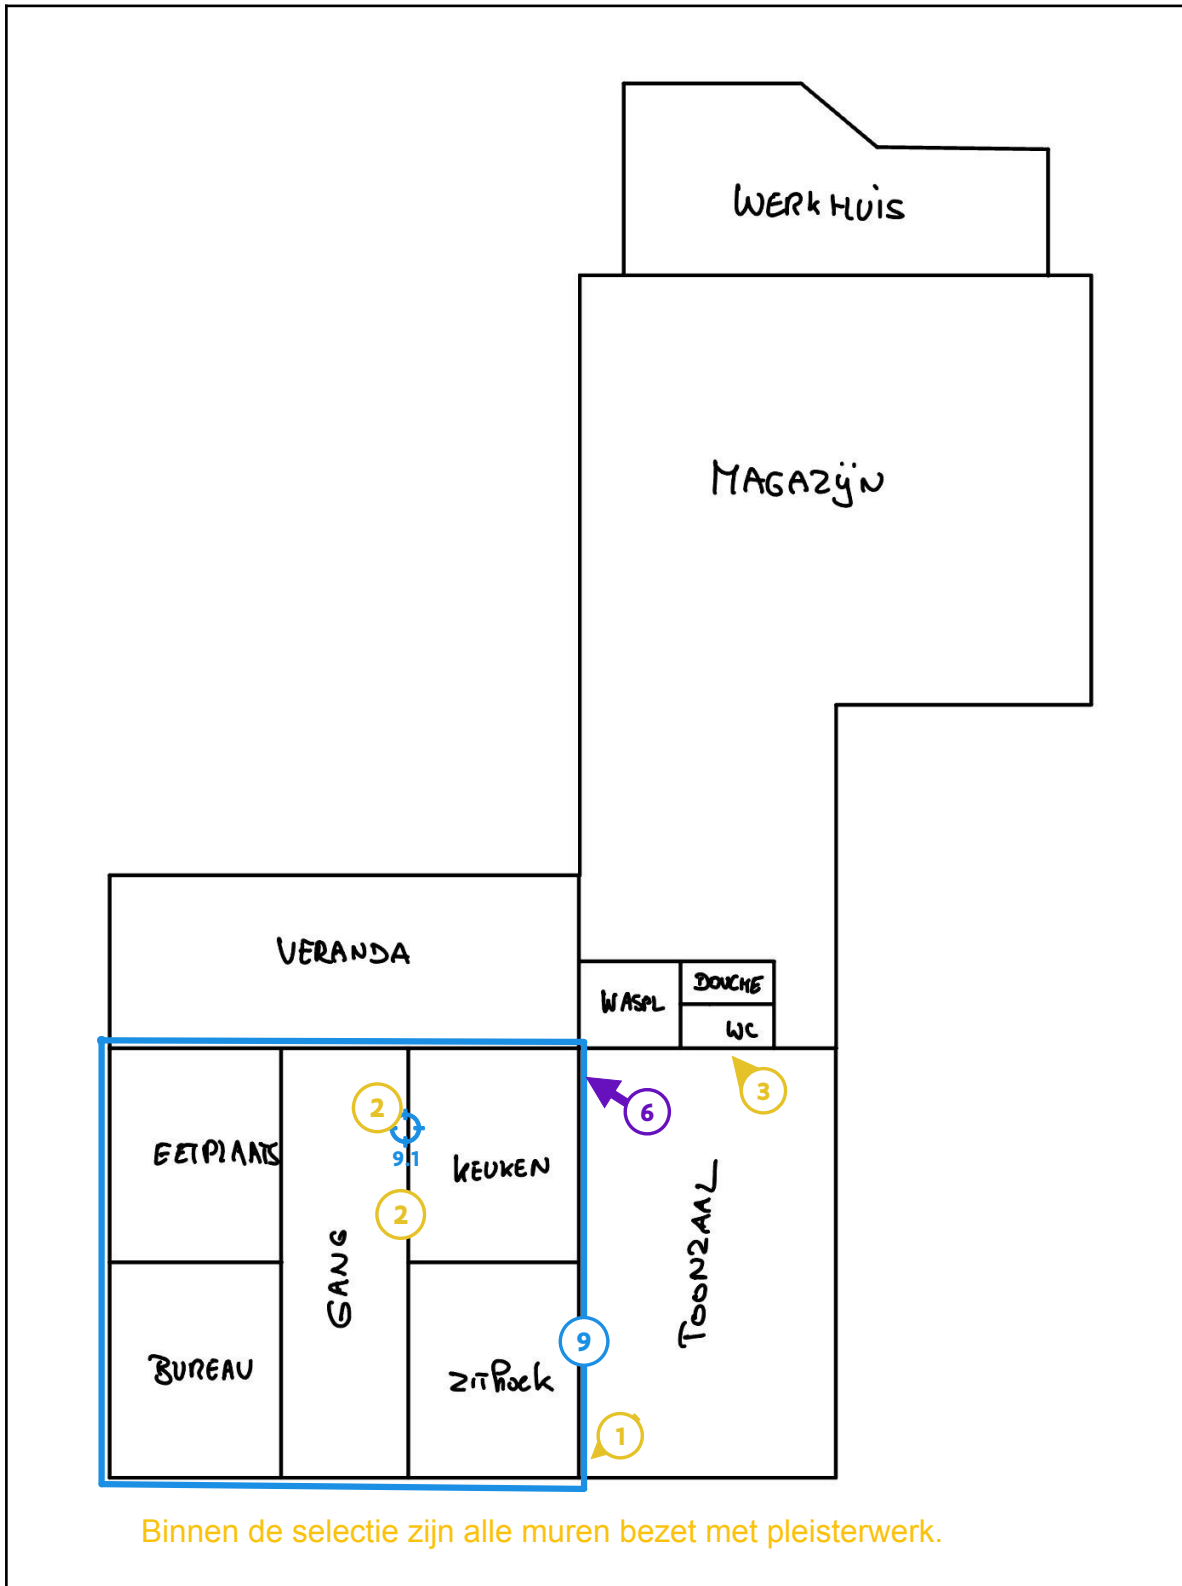 WERKHUIS
MAGAZIJN
VERANDA
WASPL
DOUCHE
WC
3
6
2
9.1
EETPLAATS
KEUKEN
2
GANG
TOONZAAL
9
BUREAU
ZITHOEK
1
Binnen de selectie zijn alle muren bezet met pleisterwerk.